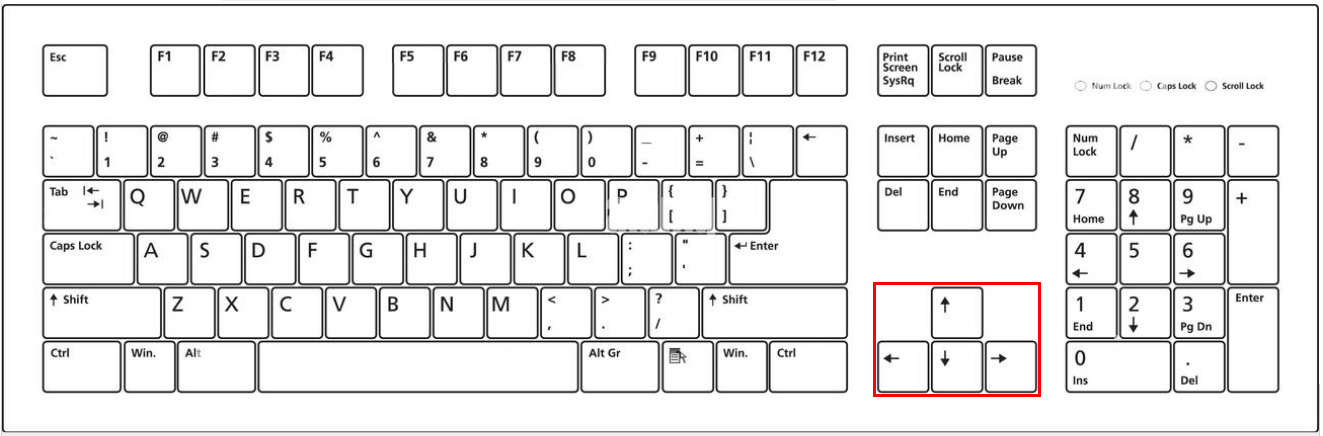 Esc F1 F2 F3 F4 F5 F6 F7 F8 F9 F10 F11 F12
Print Screen SysRq
Scroll Lock
Pause Break
Num Lock Caps Lock Scroll Lock
~ `
! 1
@ 2
# 3
$ 4
% 5
^ 6
& 7
* 8
( 9
) 0
_ -
+ =
¦ \
←
Insert Home Page Up
Num Lock / * -
Tab |← →|
Q W E R T Y U I O P
{ [
} ]
Del End Page Down
7 Home
8 ↑
9 Pg Up
+
Caps Lock A S D F G H J K L
: ;
" '
↵ Enter
4 ←
5
6 →
↑ Shift Z X C V B N M
< ,
> .
? /
↑ Shift
↑
1 End
2 ↓
3 Pg Dn
Enter
Ctrl Win. Alt Alt Gr Win. Ctrl
← ↓ →
0 Ins
. Del